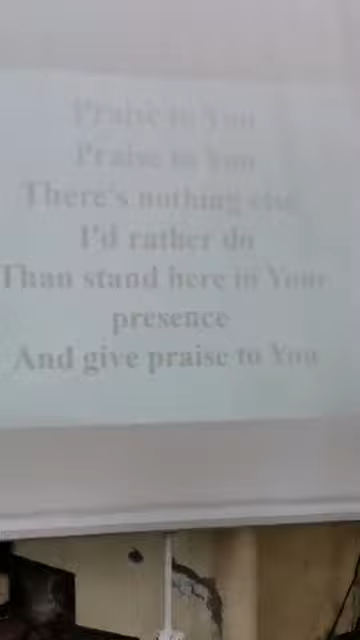 Praise to You
Praise to You
There's nothing else
I'd rather do
Than stand here in Your
presence
And give praise to You